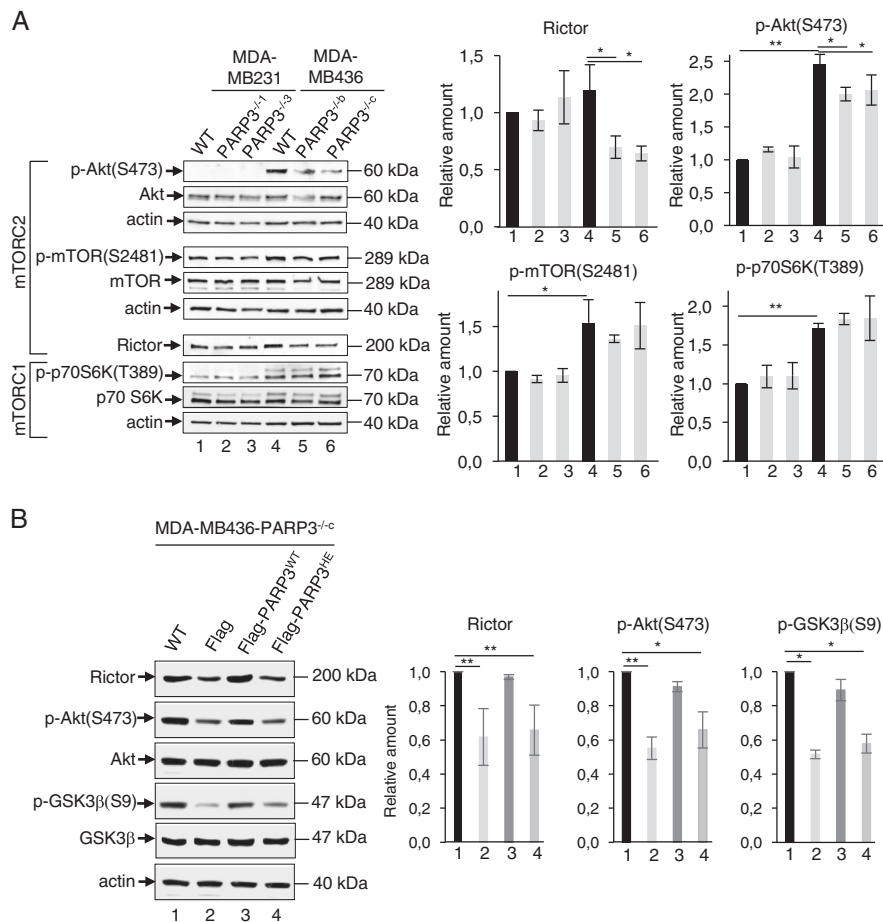 A
MDA-
MB231
MDA-
MB436
WT
PARP3-/-1
PARP3-/-3
WT
PARP3-/-b
PARP3-/-c
mTORC2
p-Akt(S473)
60 kDa
Akt
60 kDa
actin
40 kDa
p-mTOR(S2481)
289 kDa
mTOR
289 kDa
actin
40 kDa
Rictor
200 kDa
mTORC1
p-p70S6K(T389)
70 kDa
p70 S6K
70 kDa
actin
40 kDa
1 2 3 4 5 6
Rictor
Relative amount
* *
1,5
1,0
0,5
0,0
1 2 3 4 5 6
p-Akt(S473)
Relative amount
** * *
2,5
2,0
1,5
1,0
0,5
0,0
1 2 3 4 5 6
p-mTOR(S2481)
Relative amount
*
1,5
1,0
0,5
0,0
1 2 3 4 5 6
p-p70S6K(T389)
Relative amount
**
2,0
1,5
1,0
0,5
0,0
1 2 3 4 5 6
B
MDA-MB436-PARP3-/-c
WT
Flag
Flag-PARP3WT
Flag-PARP3HE
Rictor
200 kDa
p-Akt(S473)
60 kDa
Akt
60 kDa
p-GSK3β(S9)
47 kDa
GSK3β
47 kDa
actin
40 kDa
1 2 3 4
Rictor
Relative amount
**
**
1,0
0,8
0,6
0,4
0,2
0,0
1 2 3 4
p-Akt(S473)
*
**
1,0
0,8
0,6
0,4
0,2
0,0
1 2 3 4
p-GSK3β(S9)
*
*
1,0
0,8
0,6
0,4
0,2
0,0
1 2 3 4